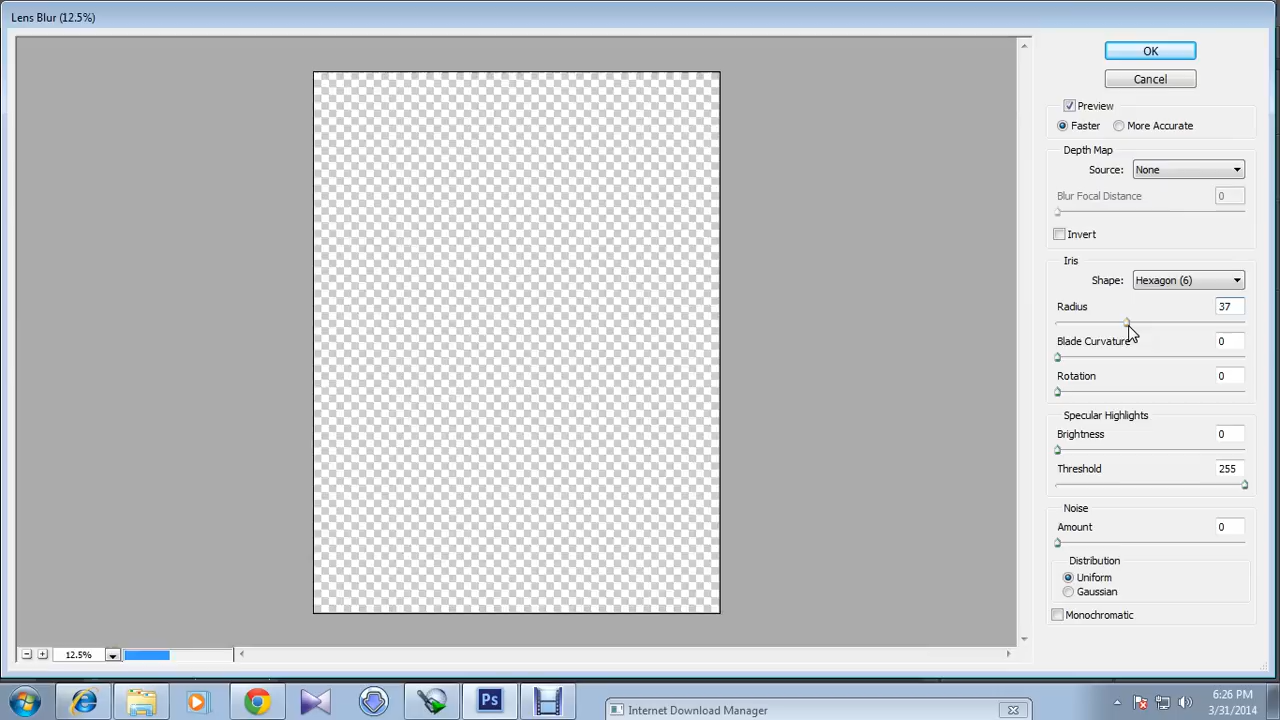 Lens Blur (12.5%)
OK
Cancel
Preview
Faster
More Accurate
Depth Map
Source:
None
Blur Focal Distance
0
Invert
Iris
Shape:
Hexagon (6)
Radius
37
Blade Curvature
0
Rotation
0
Specular Highlights
Brightness
0
Threshold
255
Noise
Amount
0
Distribution
Uniform
Gaussian
Monochromatic
12.5%
Ps
Internet Download Manager
6:26 PM
3/31/2014